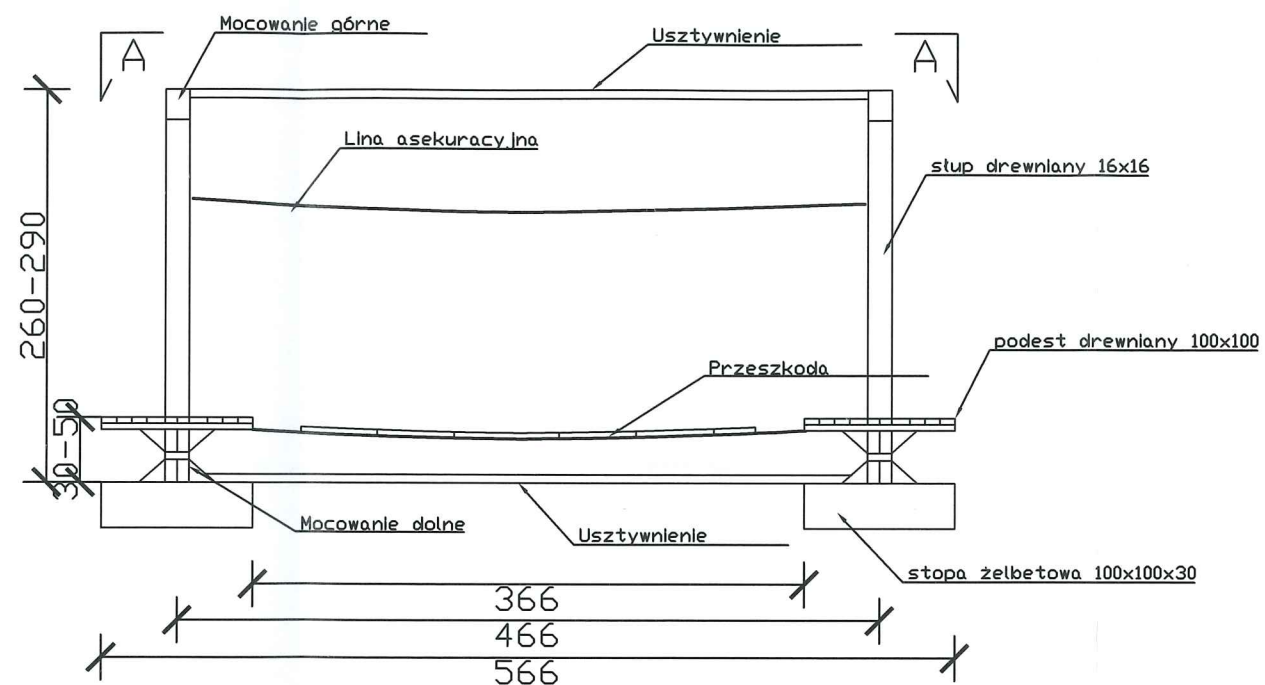 Mocowanie górne
Usztywnienie
A
A
Lina asekuracyjna
słup drewniany 16x16
260-290
podest drewniany 100x100
Przeszkoda
30-50
Mocowanie dolne
Usztywnienie
stopa żelbetowa 100x100x30
366
466
566